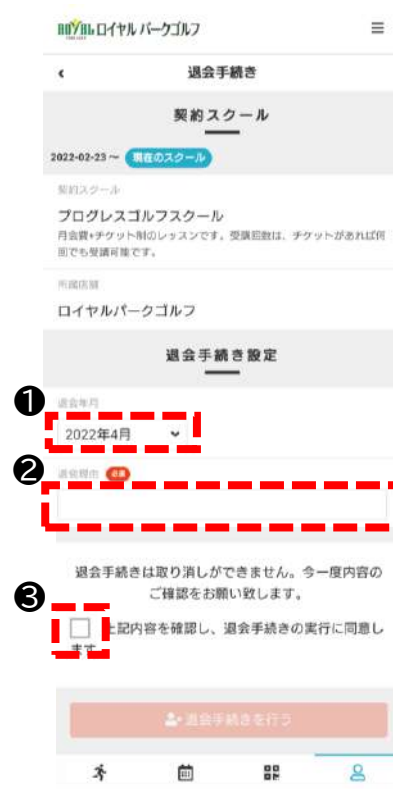 ROYAL ロイヤル パークゴルフ
退会手続き
契約スクール
2022-02-23 ～ 現在のスクール
契約スクール
プログレスゴルフスクール
月会費+チケット制のレッスンです。受講回数は、チケットがあれば何
回でも受講可能です。
所属店舗
ロイヤルパークゴルフ
退会手続き設定
❶
退会年月
2022年4月
❷
退会理由 必須
退会手続きは取り消しができません。今一度内容の
ご確認をお願い致します。
❸
上記内容を確認し、退会手続きの実行に同意し
ます
退会手続きを行う